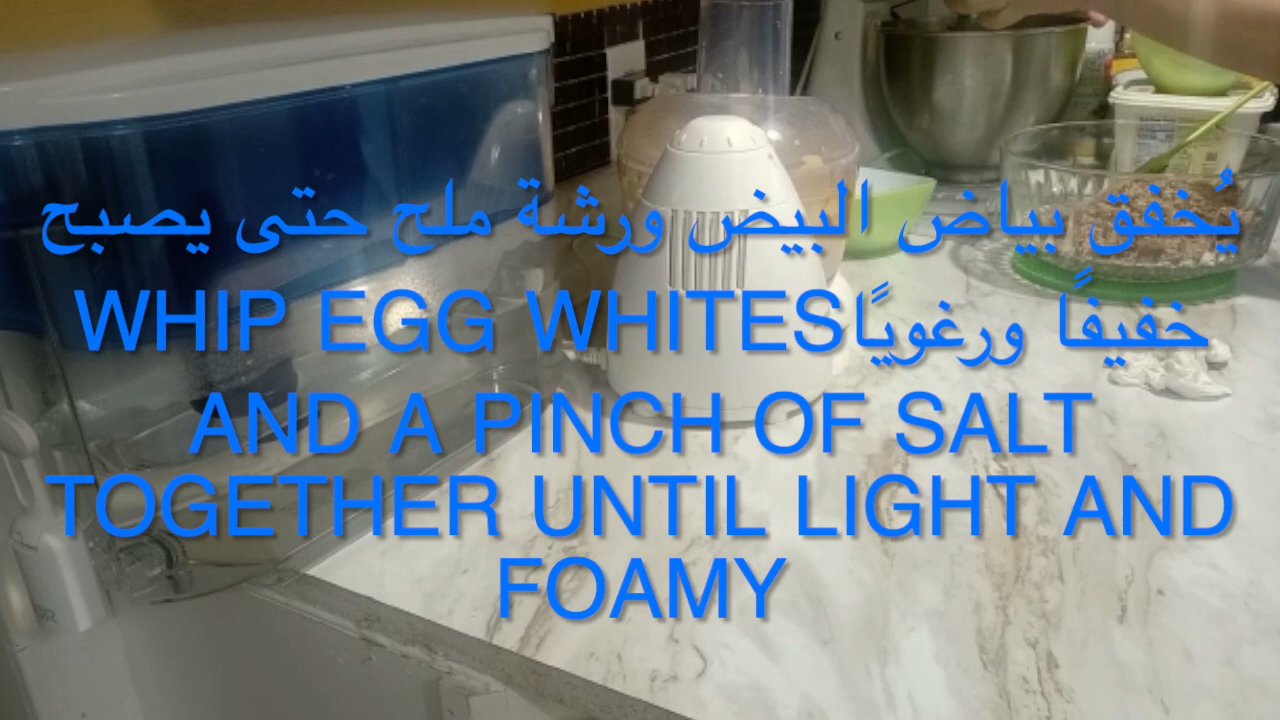 يُخفق بياض البيض ورشة ملح حتى يصبح
خفيفًا ورغويًاWHIP EGG WHITES
AND A PINCH OF SALT
TOGETHER UNTIL LIGHT AND
FOAMY